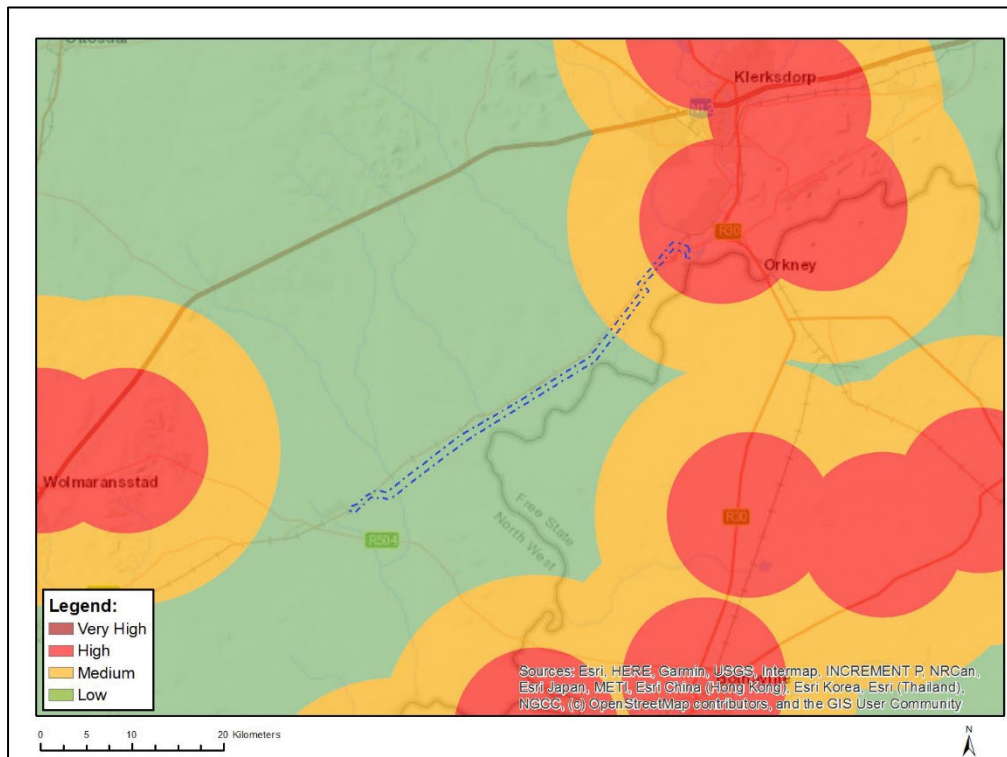 Ottosdal
Klerksdorp
N12
R30
Orkney
Wolmaransstad
R504
Free State
North West
R30
Legend:
Very High
High
Medium
Low
Sources: Esri, HERE, Garmin, USGS, Intermap, INCREMENT P, NRCan,
Esri Japan, METI, Esri China (Hong Kong), Esri Korea, Esri (Thailand),
NGCC, (c) OpenStreetMap contributors, and the GIS User Community
0 5 10 20 Kilometers
N